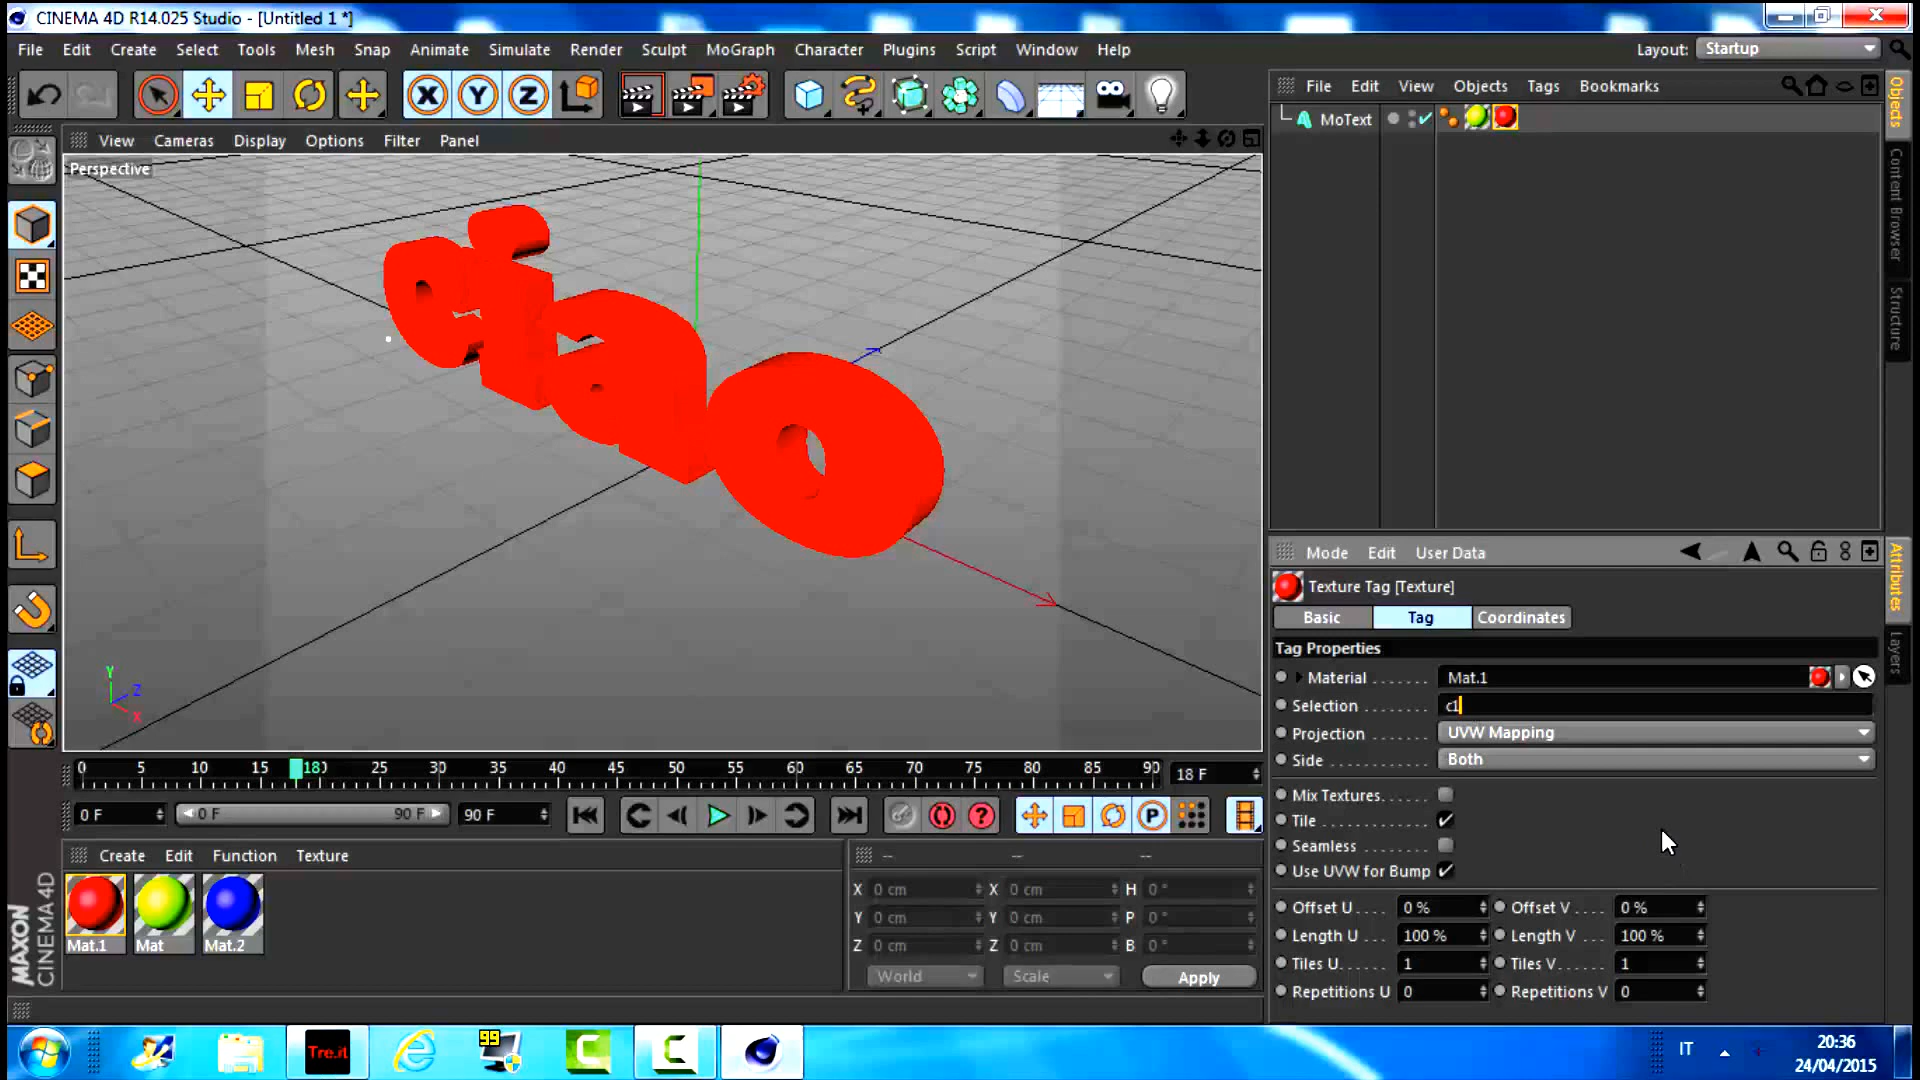 CINEMA 4D R14.025 Studio - [Untitled 1 *]
File Edit Create Select Tools Mesh Snap Animate Simulate Render Sculpt MoGraph Character Plugins Script Window Help Layout: Startup
File Edit View Objects Tags Bookmarks
MoText
Objects
Content Browser
Structure
View Cameras Display Options Filter Panel
Perspective
X Y Z
ciao
Y Z X
0 5 10 15 18 25 30 35 40 45 50 55 60 65 70 75 80 85 90 18 F
0 F 0 F 90 F 90 F
Create Edit Function Texture
Mat.1 Mat Mat.2
MAXON CINEMA 4D
-- -- --
X 0 cm X 0 cm H 0 °
Y 0 cm Y 0 cm P 0 °
Z 0 cm Z 0 cm B 0 °
World Scale Apply
Mode Edit User Data
Attributes
Layers
Texture Tag [Texture]
Basic Tag Coordinates
Tag Properties
Material . . . . . . . Mat.1
Selection . . . . . . . . c1
Projection . . . . . . . UVW Mapping
Side . . . . . . . . . . . . Both
Mix Textures. . . . . .
Tile . . . . . . . . . . . . .
Seamless . . . . . . . .
Use UVW for Bump
Offset U . . . . 0 % Offset V . . . . 0 %
Length U . . . 100 % Length V . . . 100 %
Tiles U. . . . . . 1 Tiles V. . . . . . 1
Repetitions U 0 Repetitions V 0
Tre.it 99 IT 20:36
24/04/2015